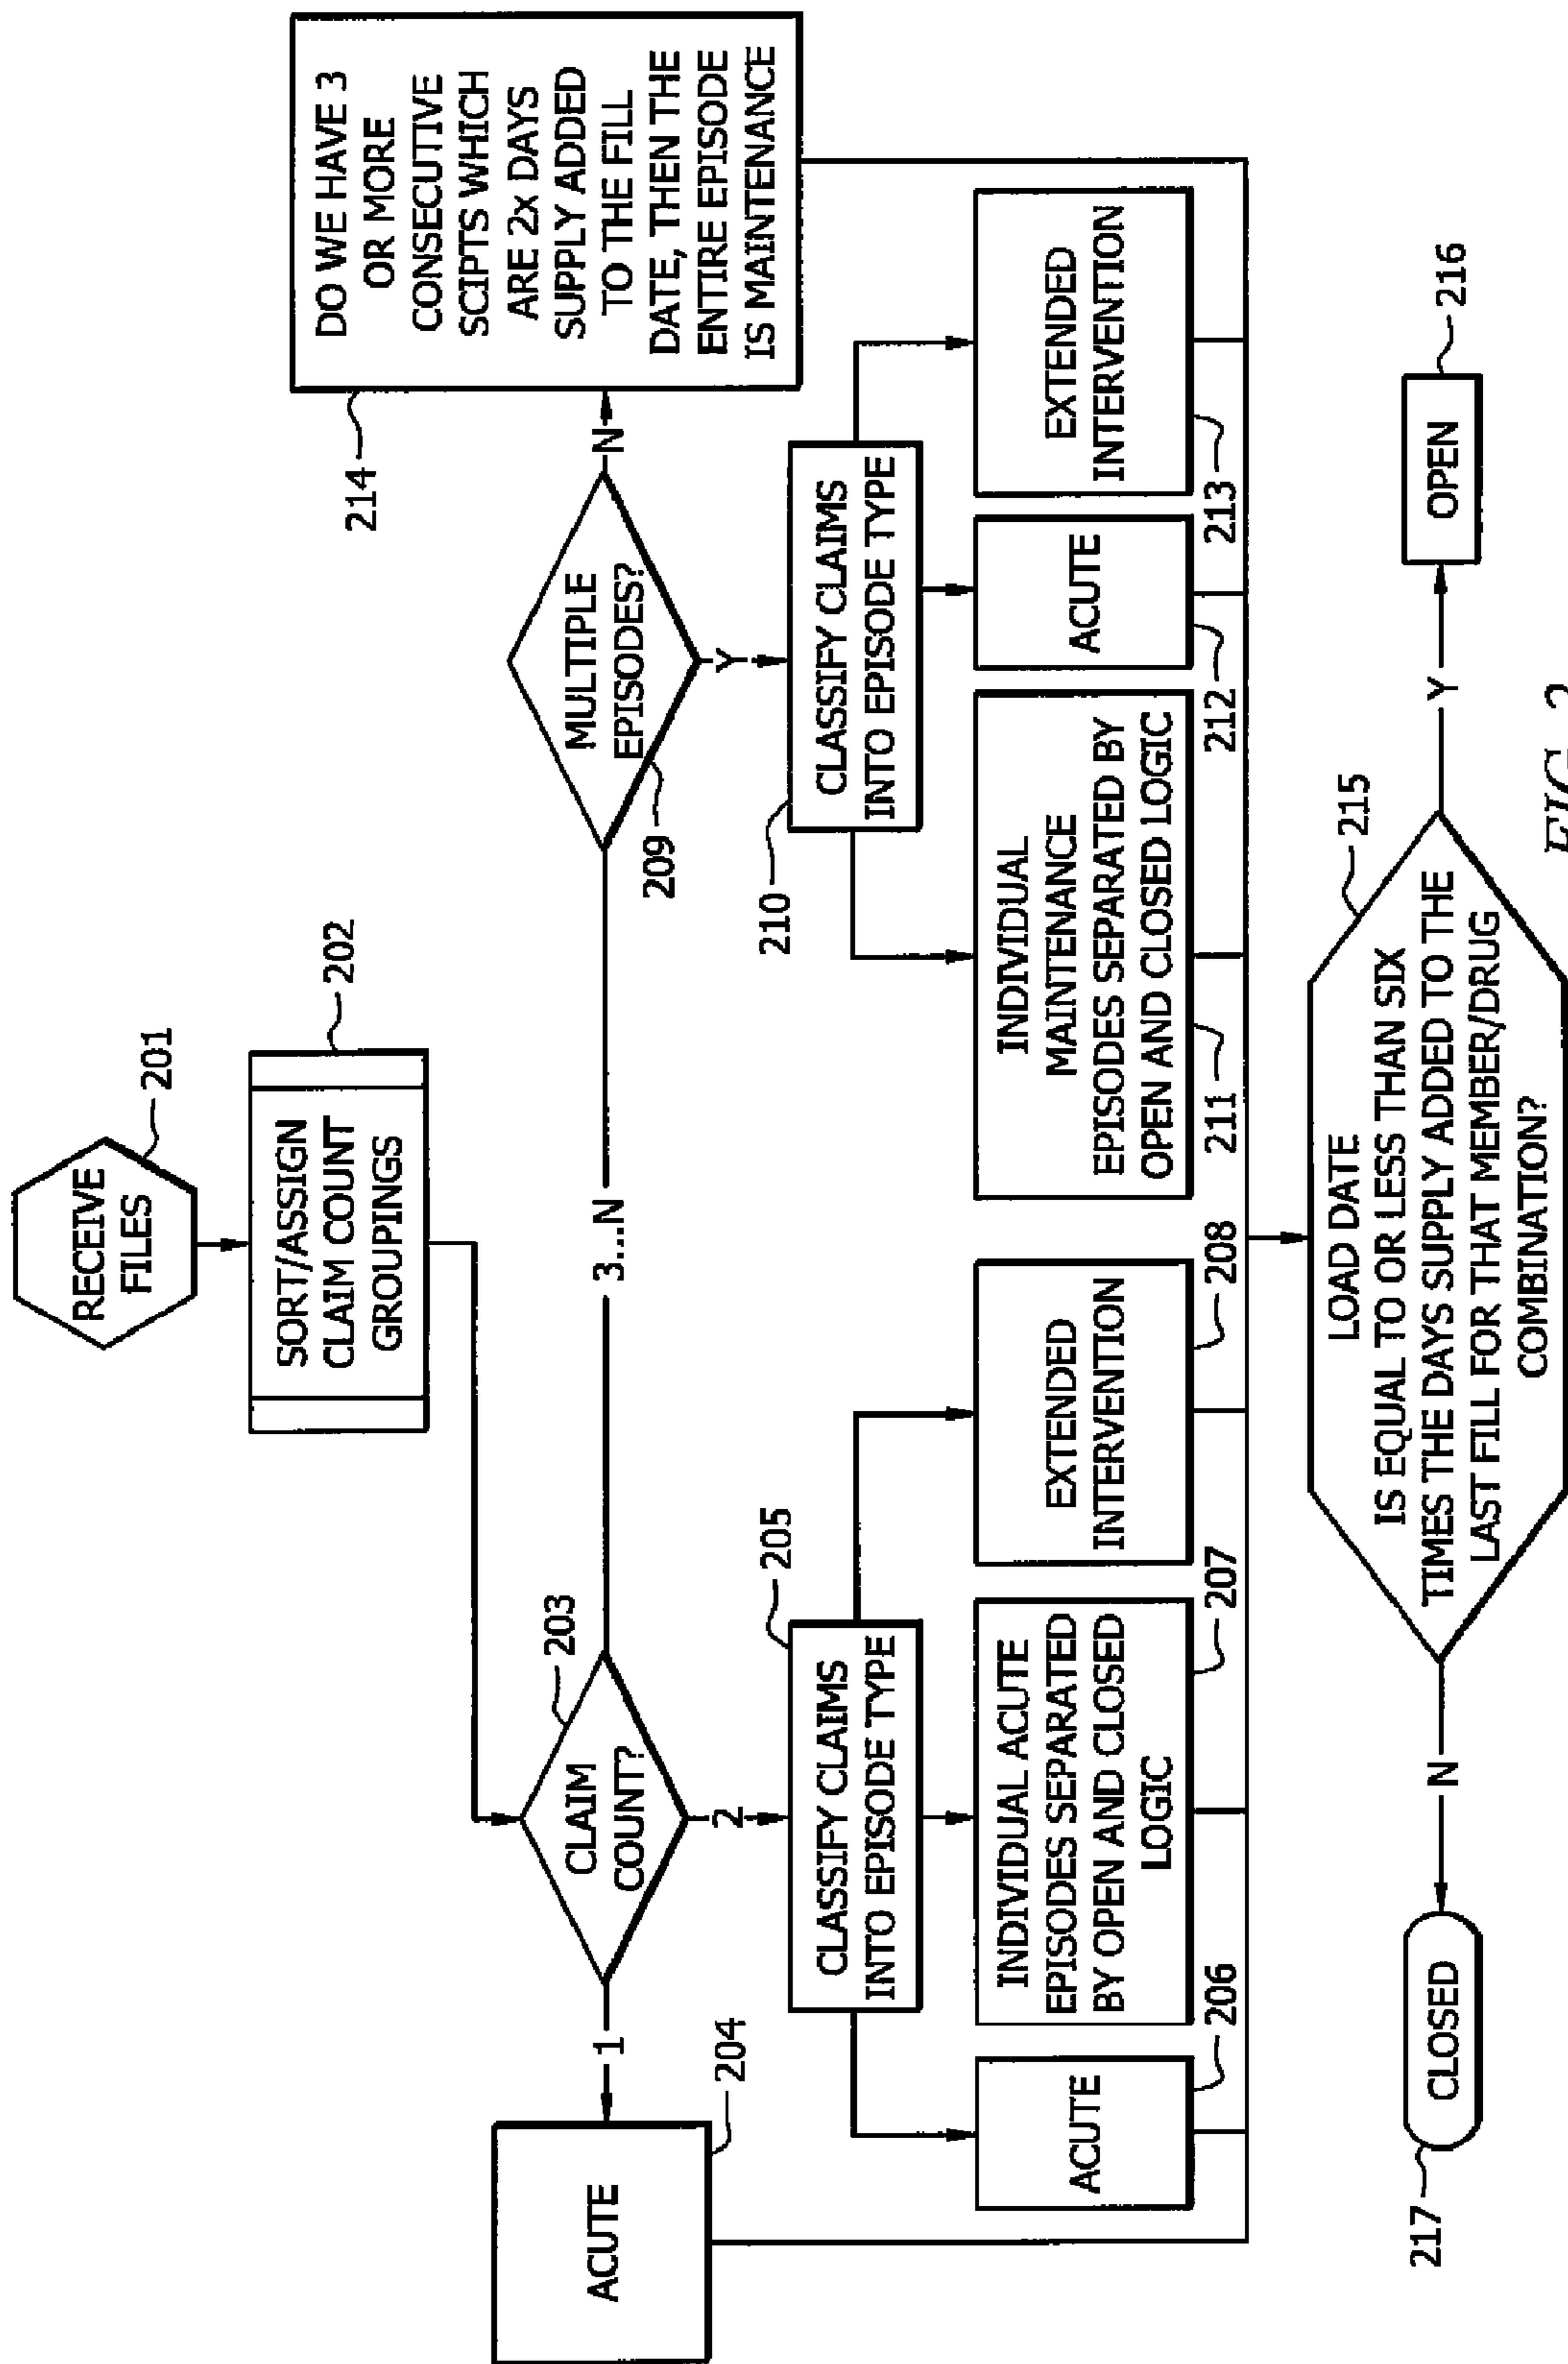 RECEIVE
FILES
201
SORT/ASSIGN
CLAIM COUNT
GROUPINGS
202
CLAIM
COUNT?
203
1
2
3...N
ACUTE
204
CLASSIFY CLAIMS
INTO EPISODE TYPE
205
ACUTE
206
INDIVIDUAL ACUTE
EPISODES SEPARATED
BY OPEN AND CLOSED
LOGIC
207
EXTENDED
INTERVENTION
208
MULTIPLE
EPISODES?
209
Y
N
CLASSIFY CLAIMS
INTO EPISODE TYPE
210
INDIVIDUAL
MAINTENANCE
EPISODES SEPARATED BY
OPEN AND CLOSED LOGIC
211
ACUTE
212
EXTENDED
INTERVENTION
213
DO WE HAVE 3
OR MORE
CONSECUTIVE
SCIPTS WHICH
ARE 2x DAYS
SUPPLY ADDED
TO THE FILL
DATE, THEN THE
ENTIRE EPISODE
IS MAINTENANCE
214
LOAD DATE
IS EQUAL TO OR LESS THAN SIX
TIMES THE DAYS SUPPLY ADDED TO THE
LAST FILL FOR THAT MEMBER/DRUG
COMBINATION?
215
Y
OPEN
216
N
CLOSED
217
FIG.